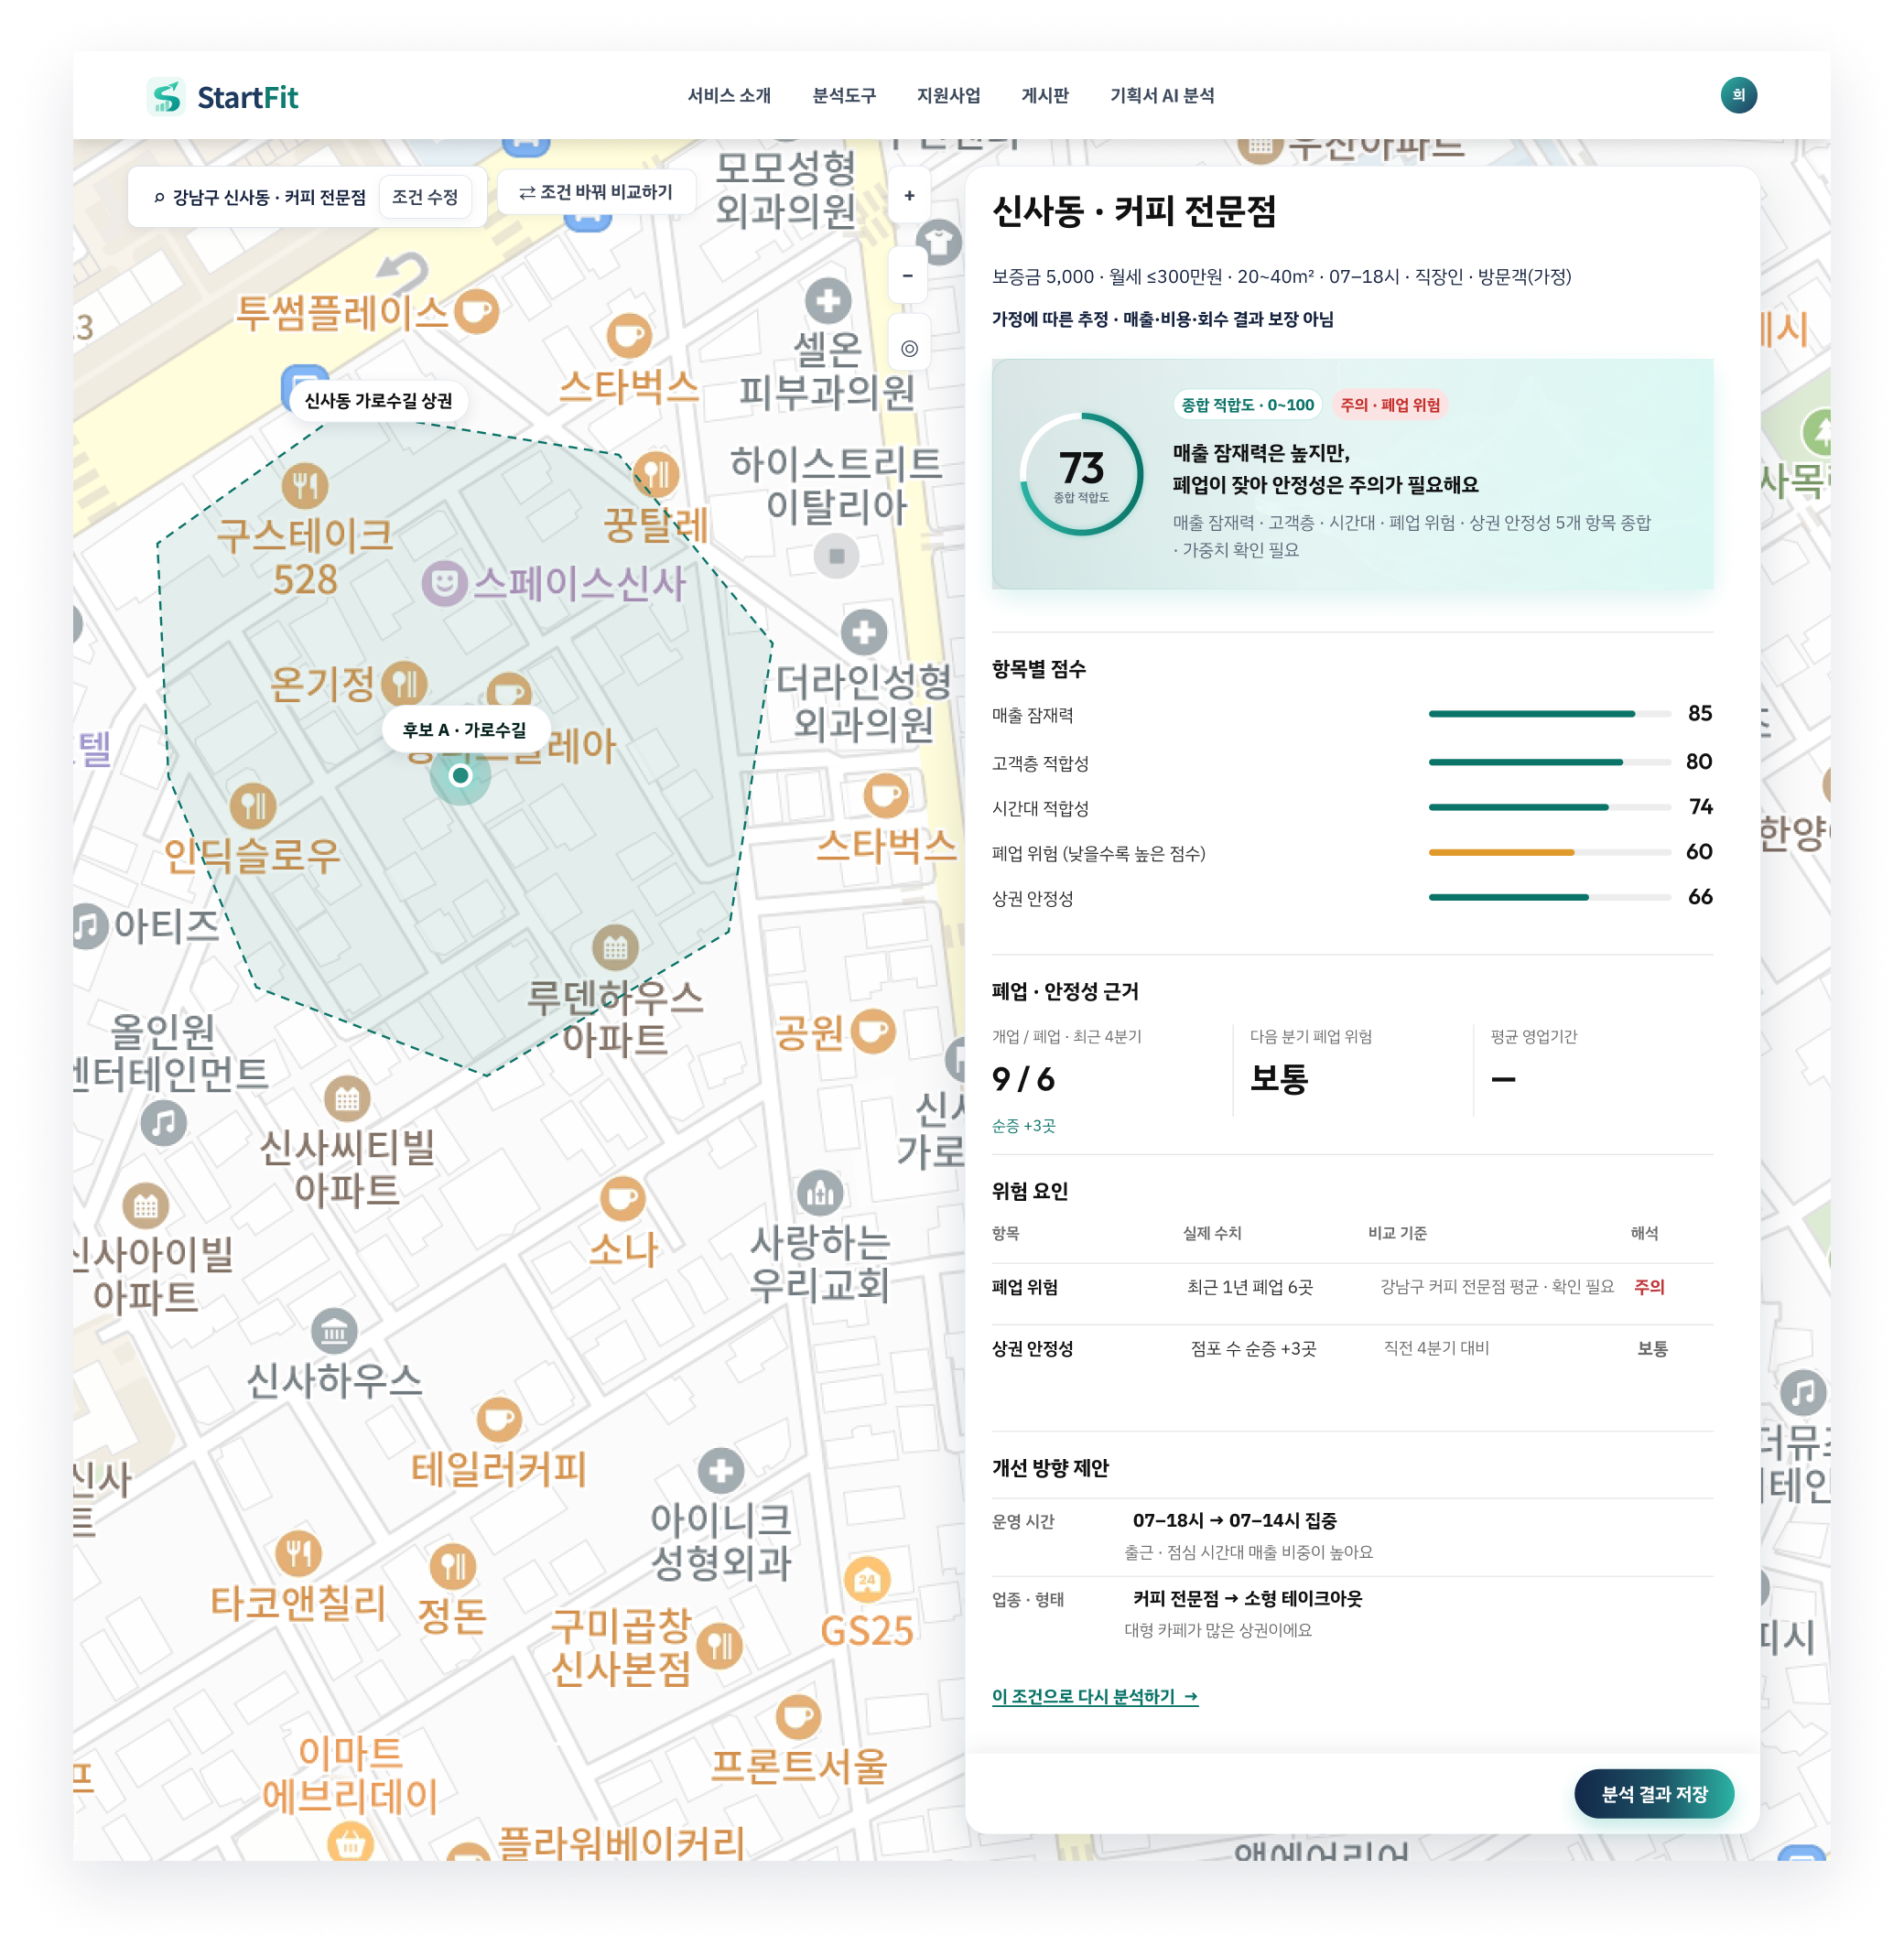 StartFit
서비스 소개
분석도구
지원사업
게시판
기획서 AI 분석
희
강남구 신사동 · 커피 전문점
조건 수정
⇄ 조건 바꿔 비교하기
+
−
◎
모모성형
외과의원
우산아파트
투썸플레이스
스타벅스
셀온
피부과의원
신사동 가로수길 상권
하이스트리트
이탈리아
구스테이크
528
꿍탈레
스페이스신사
온기정
더라인성형
외과의원
후보 A · 가로수길
레아
텔
인딕슬로우
스타벅스
아티즈
루덴하우스
아파트
공원
올인원
엔터테인먼트
신사씨티빌
아파트
신사아이빌
아파트
소나
사랑하는
우리교회
가로
신사하우스
테일러커피
신사
트
아이니크
성형외과
타코앤칠리
정돈
구미곱창
신사본점
24
GS25
프론트서울
이마트
에브리데이
플라워베이커리
신사동 · 커피 전문점
보증금 5,000 · 월세 ≤300만원 · 20~40m² · 07–18시 · 직장인 · 방문객(가정)
가정에 따른 추정 · 매출·비용·회수 결과 보장 아님
73
종합 적합도
종합 적합도 · 0~100
주의 · 폐업 위험
매출 잠재력은 높지만,
폐업이 잦아 안정성은 주의가 필요해요
매출 잠재력 · 고객층 · 시간대 · 폐업 위험 · 상권 안정성 5개 항목 종합
· 가중치 확인 필요
항목별 점수
매출 잠재력 85
고객층 적합성 80
시간대 적합성 74
폐업 위험 (낮을수록 높은 점수) 60
상권 안정성 66
폐업 · 안정성 근거
개업 / 폐업 · 최근 4분기
9 / 6
순증 +3곳
다음 분기 폐업 위험
보통
평균 영업기간
—
위험 요인
항목 실제 수치 비교 기준 해석
폐업 위험 최근 1년 폐업 6곳 강남구 커피 전문점 평균 · 확인 필요 주의
상권 안정성 점포 수 순증 +3곳 직전 4분기 대비 보통
개선 방향 제안
운영 시간 07–18시 → 07–14시 집중
출근 · 점심 시간대 매출 비중이 높아요
업종 · 형태 커피 전문점 → 소형 테이크아웃
대형 카페가 많은 상권이에요
이 조건으로 다시 분석하기 →
분석 결과 저장